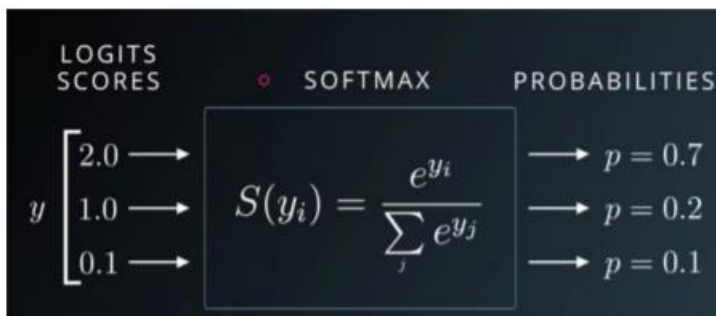 LOGITS
SCORES
SOFTMAX
PROBABILITIES
y [ 2.0 → S(y_i) = e^{y_i} / Σ_j e^{y_j} → p = 0.7
1.0 → → p = 0.2
0.1 → → p = 0.1